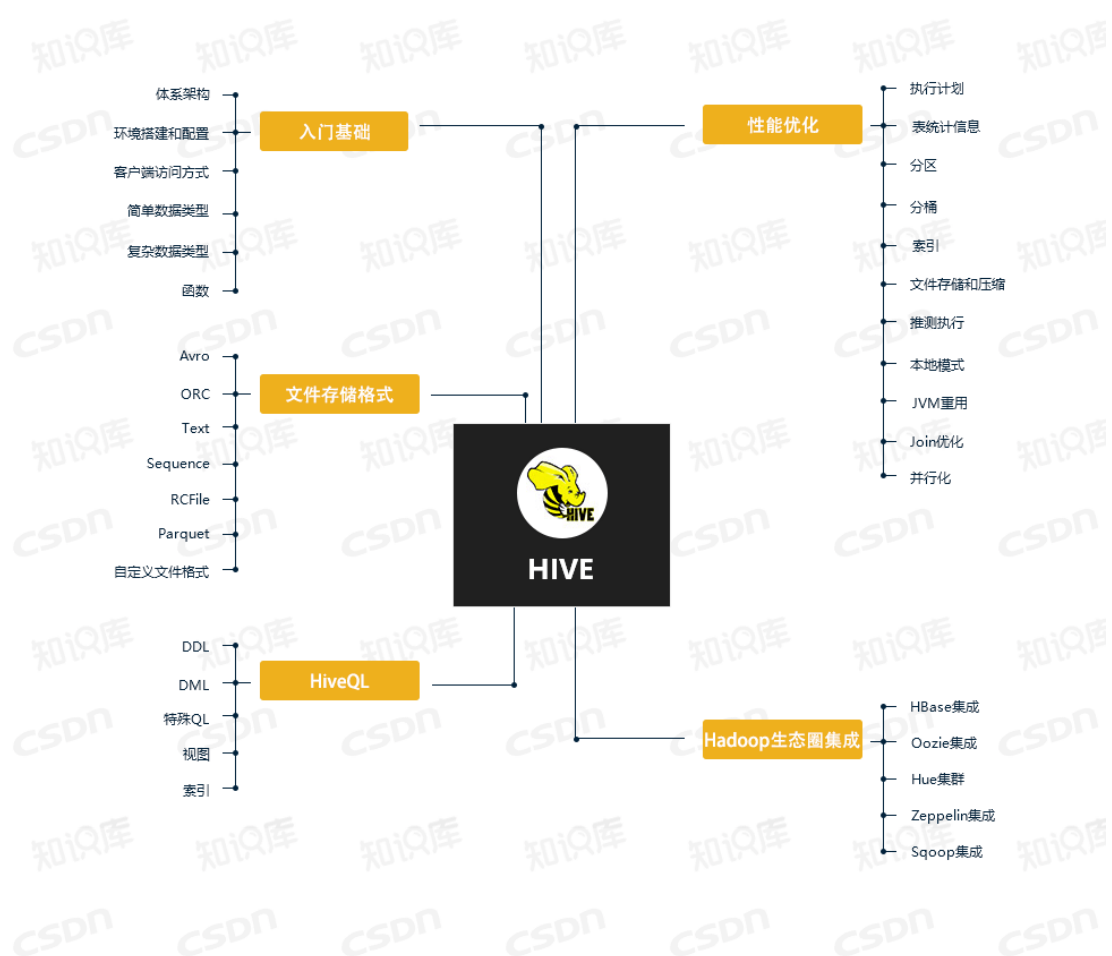 入门基础
体系架构
环境搭建和配置
客户端访问方式
简单数据类型
复杂数据类型
函数
文件存储格式
Avro
ORC
Text
Sequence
RCFile
Parquet
自定义文件格式
HiveQL
DDL
DML
特殊QL
视图
索引
HIVE
HIVE
性能优化
执行计划
表统计信息
分区
分桶
索引
文件存储和压缩
推测执行
本地模式
JVM重用
Join优化
并行化
Hadoop生态圈集成
HBase集成
Oozie集成
Hue集群
Zeppelin集成
Sqoop集成
知识库
CSDN